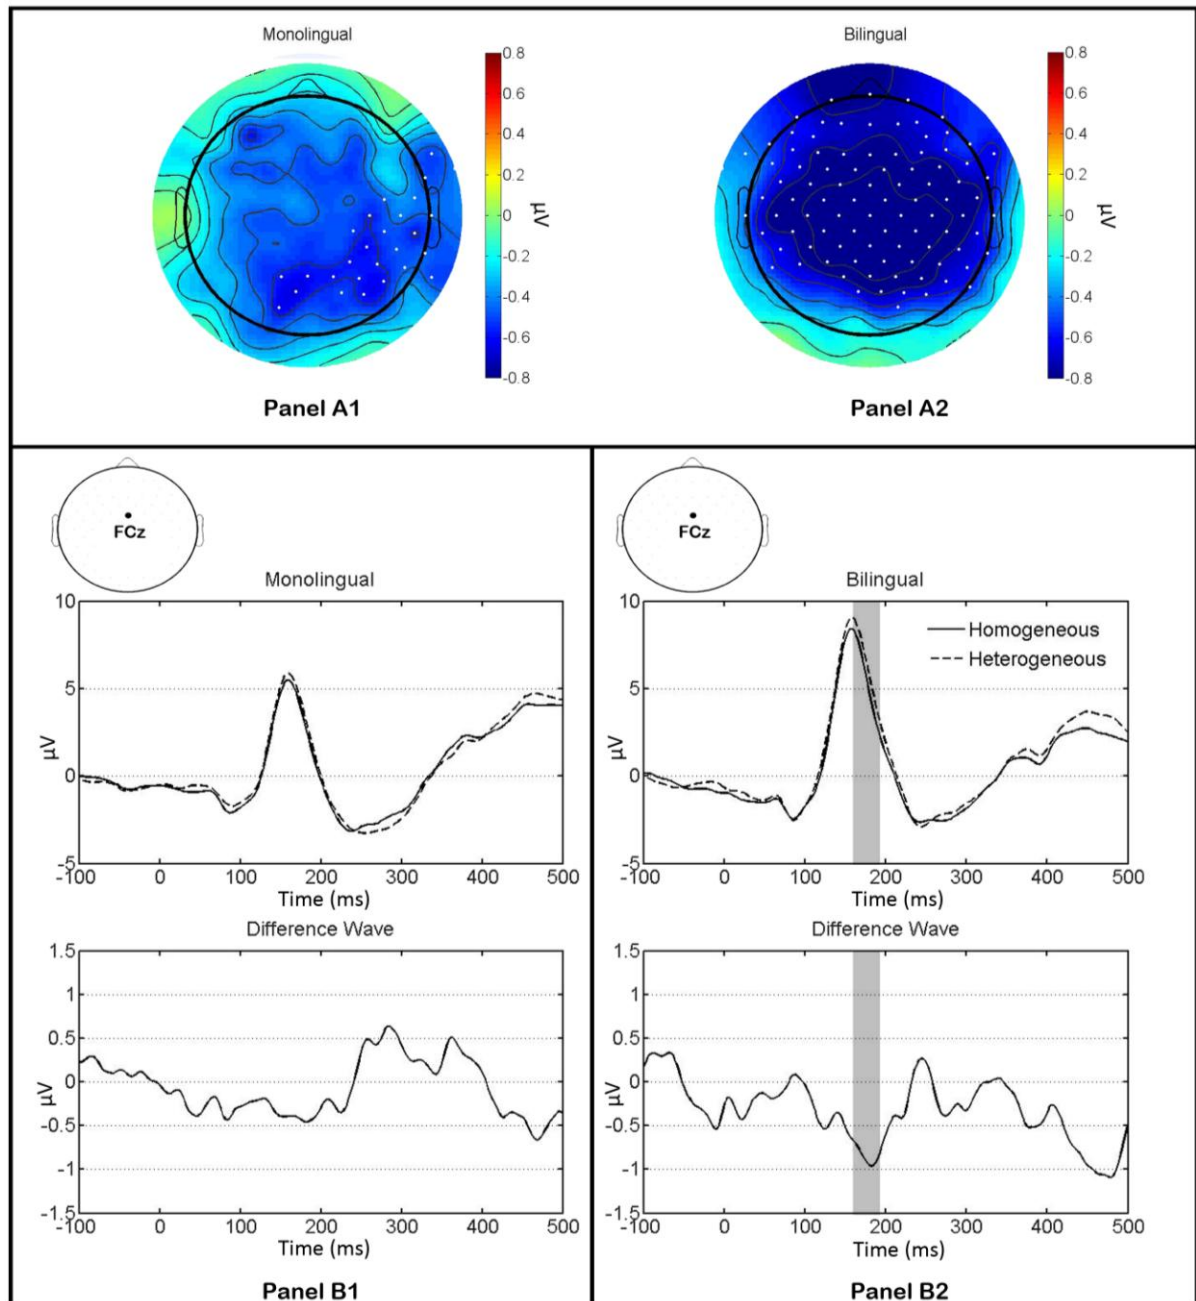 Monolingual
0.8
0.6
0.4
0.2
0
-0.2
-0.4
-0.6
-0.8
µV
Panel A1
Bilingual
0.8
0.6
0.4
0.2
0
-0.2
-0.4
-0.6
-0.8
µV
Panel A2
FCz
Monolingual
10
5
0
-5
µV
-100 0 100 200 300 400 500
Time (ms)
Difference Wave
1.5
1
0.5
0
-0.5
-1
-1.5
µV
-100 0 100 200 300 400 500
Time (ms)
Panel B1
FCz
Bilingual
10
5
0
-5
µV
Homogeneous
Heterogeneous
-100 0 100 200 300 400 500
Time (ms)
Difference Wave
1.5
1
0.5
0
-0.5
-1
-1.5
µV
-100 0 100 200 300 400 500
Time (ms)
Panel B2